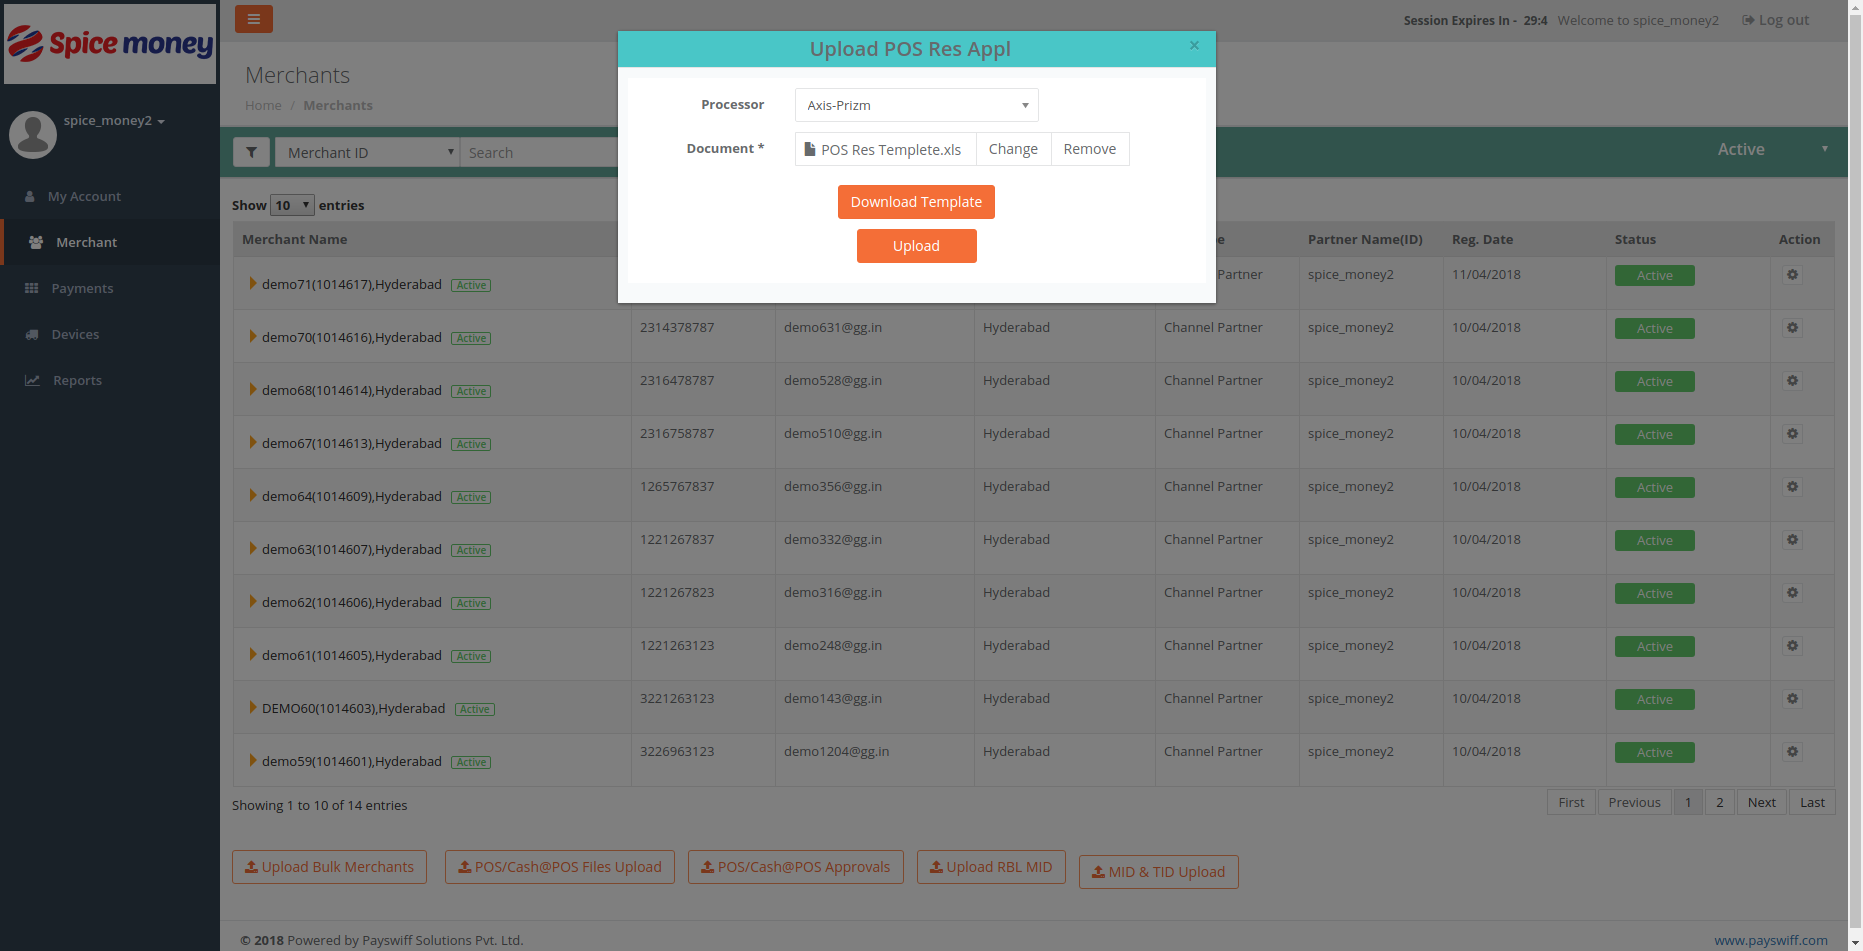 Spice money
Session Expires In - 29:4 Welcome to spice_money2 Log out
Upload POS Res Appl ×
Merchants
Home / Merchants
spice_money2
Processor Axis-Prizm
Document * POS Res Templete.xls Change Remove
Download Template
Upload
Merchant ID Search Active
My Account
Merchant
Payments
Devices
Reports
Show 10 entries
Merchant Name Partner Name(ID) Reg. Date Status Action
demo71(1014617),Hyderabad Active Partner spice_money2 11/04/2018 Active
demo70(1014616),Hyderabad Active 2314378787 demo631@gg.in Hyderabad Channel Partner spice_money2 10/04/2018 Active
demo68(1014614),Hyderabad Active 2316478787 demo528@gg.in Hyderabad Channel Partner spice_money2 10/04/2018 Active
demo67(1014613),Hyderabad Active 2316758787 demo510@gg.in Hyderabad Channel Partner spice_money2 10/04/2018 Active
demo64(1014609),Hyderabad Active 1265767837 demo356@gg.in Hyderabad Channel Partner spice_money2 10/04/2018 Active
demo63(1014607),Hyderabad Active 1221267837 demo332@gg.in Hyderabad Channel Partner spice_money2 10/04/2018 Active
demo62(1014606),Hyderabad Active 1221267823 demo316@gg.in Hyderabad Channel Partner spice_money2 10/04/2018 Active
demo61(1014605),Hyderabad Active 1221263123 demo248@gg.in Hyderabad Channel Partner spice_money2 10/04/2018 Active
DEMO60(1014603),Hyderabad Active 3221263123 demo143@gg.in Hyderabad Channel Partner spice_money2 10/04/2018 Active
demo59(1014601),Hyderabad Active 3226963123 demo1204@gg.in Hyderabad Channel Partner spice_money2 10/04/2018 Active
Showing 1 to 10 of 14 entries First Previous 1 2 Next Last
Upload Bulk Merchants POS/Cash@POS Files Upload POS/Cash@POS Approvals Upload RBL MID MID & TID Upload
© 2018 Powered by Payswiff Solutions Pvt. Ltd. www.payswiff.com